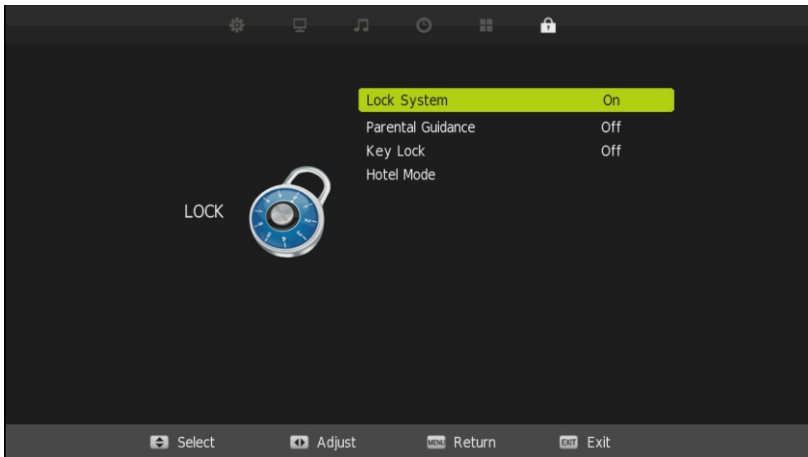 Lock System On
Parental Guidance Off
Key Lock Off
Hotel Mode
LOCK
Select Adjust MENU Return EXIT Exit